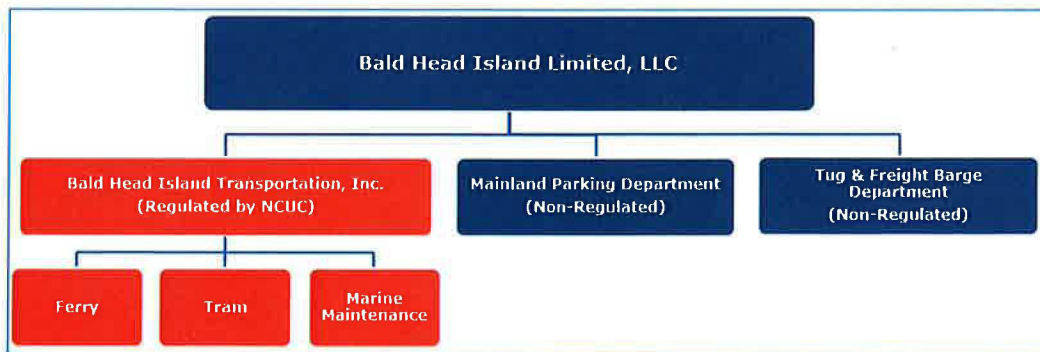 Bald Head Island Limited, LLC
Bald Head Island Transportation, Inc.
(Regulated by NCUC)
Mainland Parking Department
(Non-Regulated)
Tug & Freight Barge
Department
(Non-Regulated)
Ferry
Tram
Marine
Maintenance